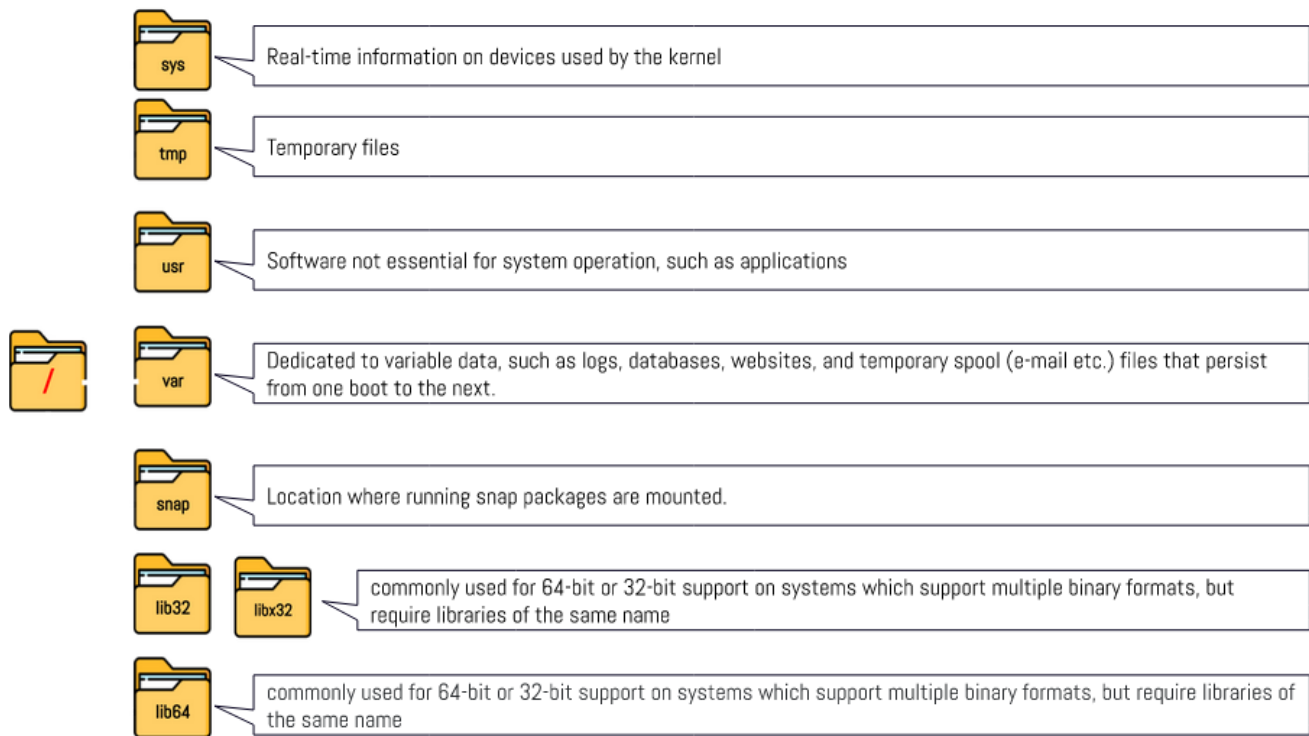 sys
Real-time information on devices used by the kernel
tmp
Temporary files
usr
Software not essential for system operation, such as applications
/
var
Dedicated to variable data, such as logs, databases, websites, and temporary spool (e-mail etc.) files that persist
from one boot to the next.
snap
Location where running snap packages are mounted.
lib32
libx32
commonly used for 64-bit or 32-bit support on systems which support multiple binary formats, but
require libraries of the same name
lib64
commonly used for 64-bit or 32-bit support on systems which support multiple binary formats, but require libraries of
the same name